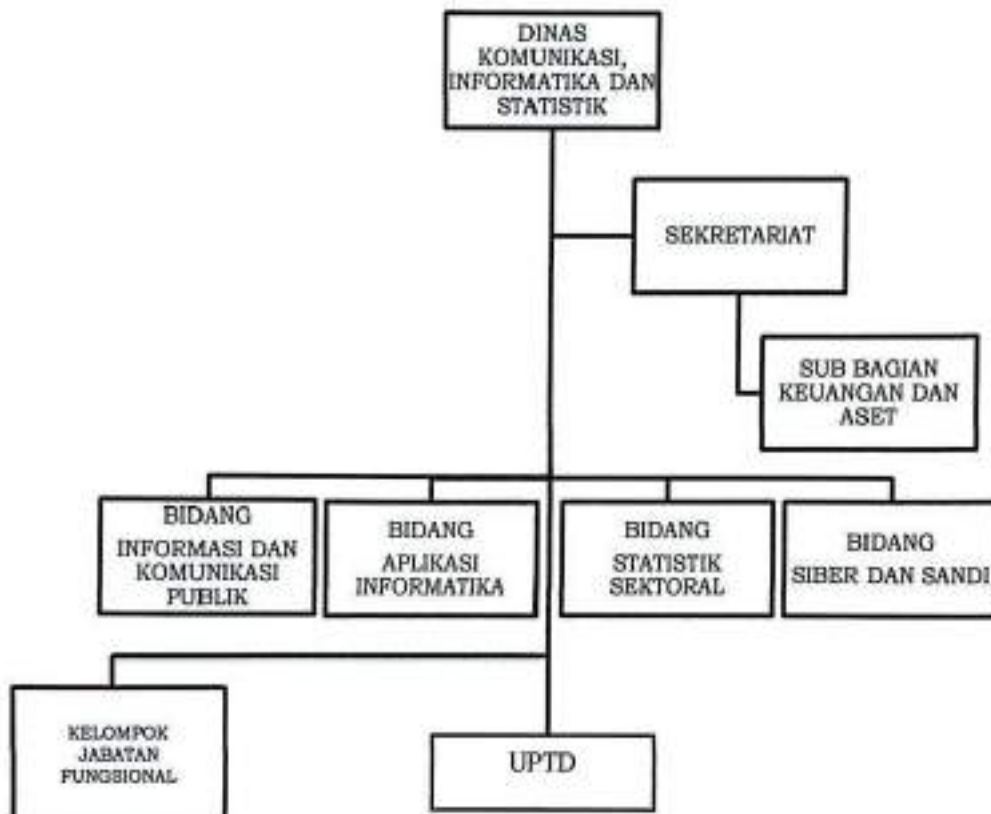 DINAS
KOMUNIKASI,
INFORMATIKA DAN
STATISTIK
SEKRETARIAT
SUB BAGIAN
KEUANGAN DAN
ASET
BIDANG
INFORMASI DAN
KOMUNIKASI
PUBLIK
BIDANG
APLIKASI
INFORMATIKA
BIDANG
STATISTIK
SEKTORAL
BIDANG
SIBER DAN SANDI
KELOMPOK
JABATAN
FUNGSIONAL
UPTD